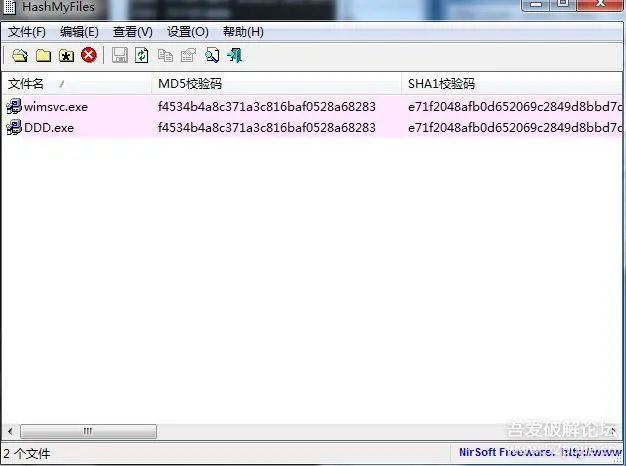 HashMyFiles
文件(F) 编辑(E) 查看(V) 设置(O) 帮助(H)
文件名 / MD5校验码 SHA1校验码
wimsvc.exe f4534b4a8c371a3c816baf0528a68283 e71f2048afb0d652069c2849d8bbd7c
DDD.exe f4534b4a8c371a3c816baf0528a68283 e71f2048afb0d652069c2849d8bbd7c
吾爱破解论坛
2 个文件 NirSoft Freeware. http://www